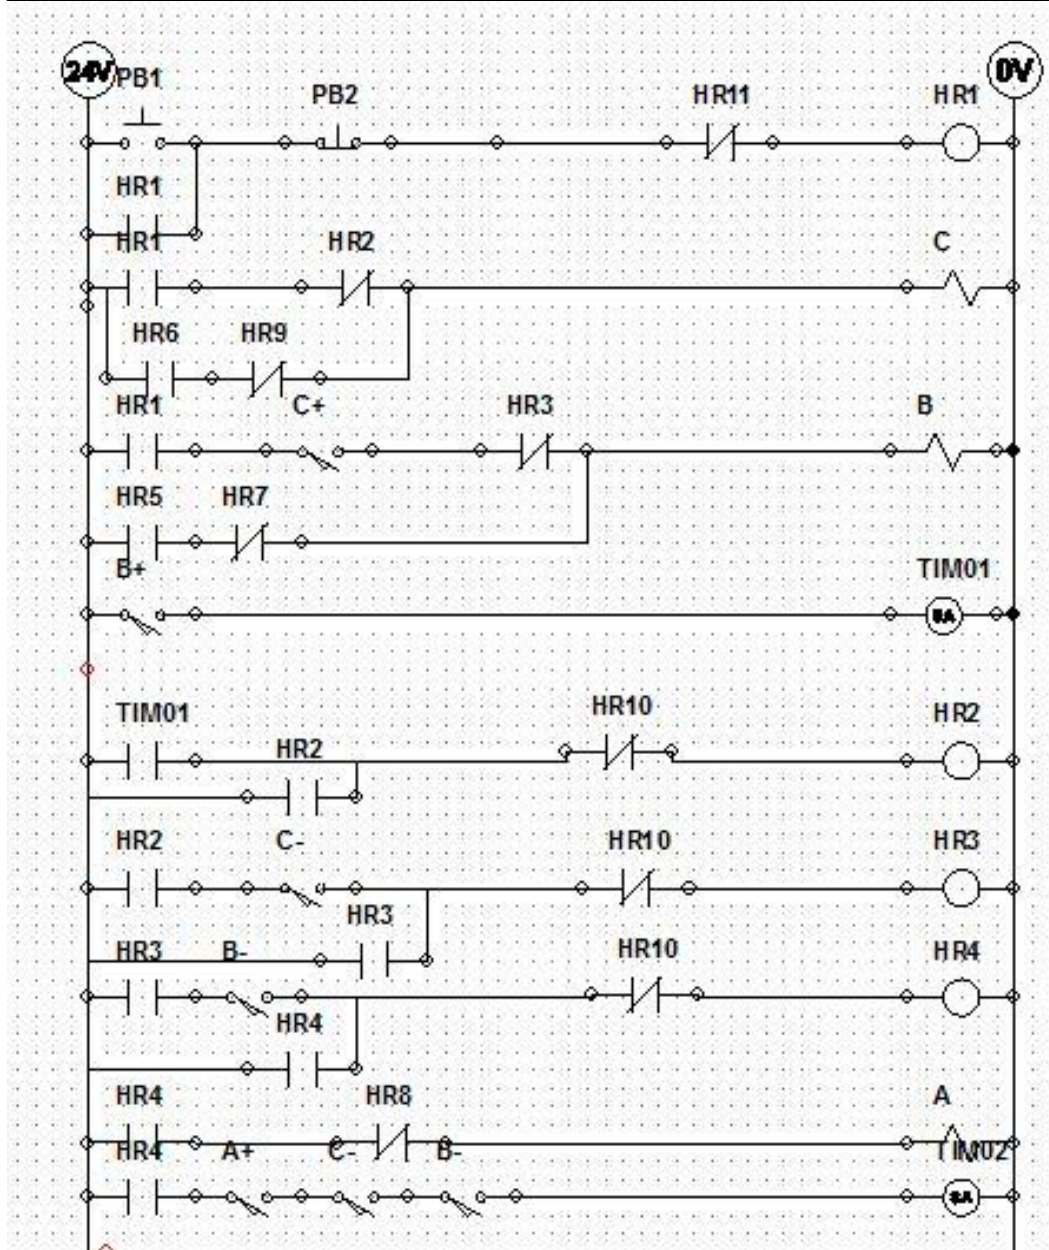 24V
0V
PB1
PB2
HR11
HR1
HR1
HR1
HR2
C
HR6
HR9
HR1
C+
HR3
B
HR5
HR7
B+
TIM01
TIM01
HR10
HR2
HR2
HR2
C-
HR10
HR3
HR3
HR3
B-
HR10
HR4
HR4
HR4
HR8
A
HR4
A+
C-
B-
TIM02